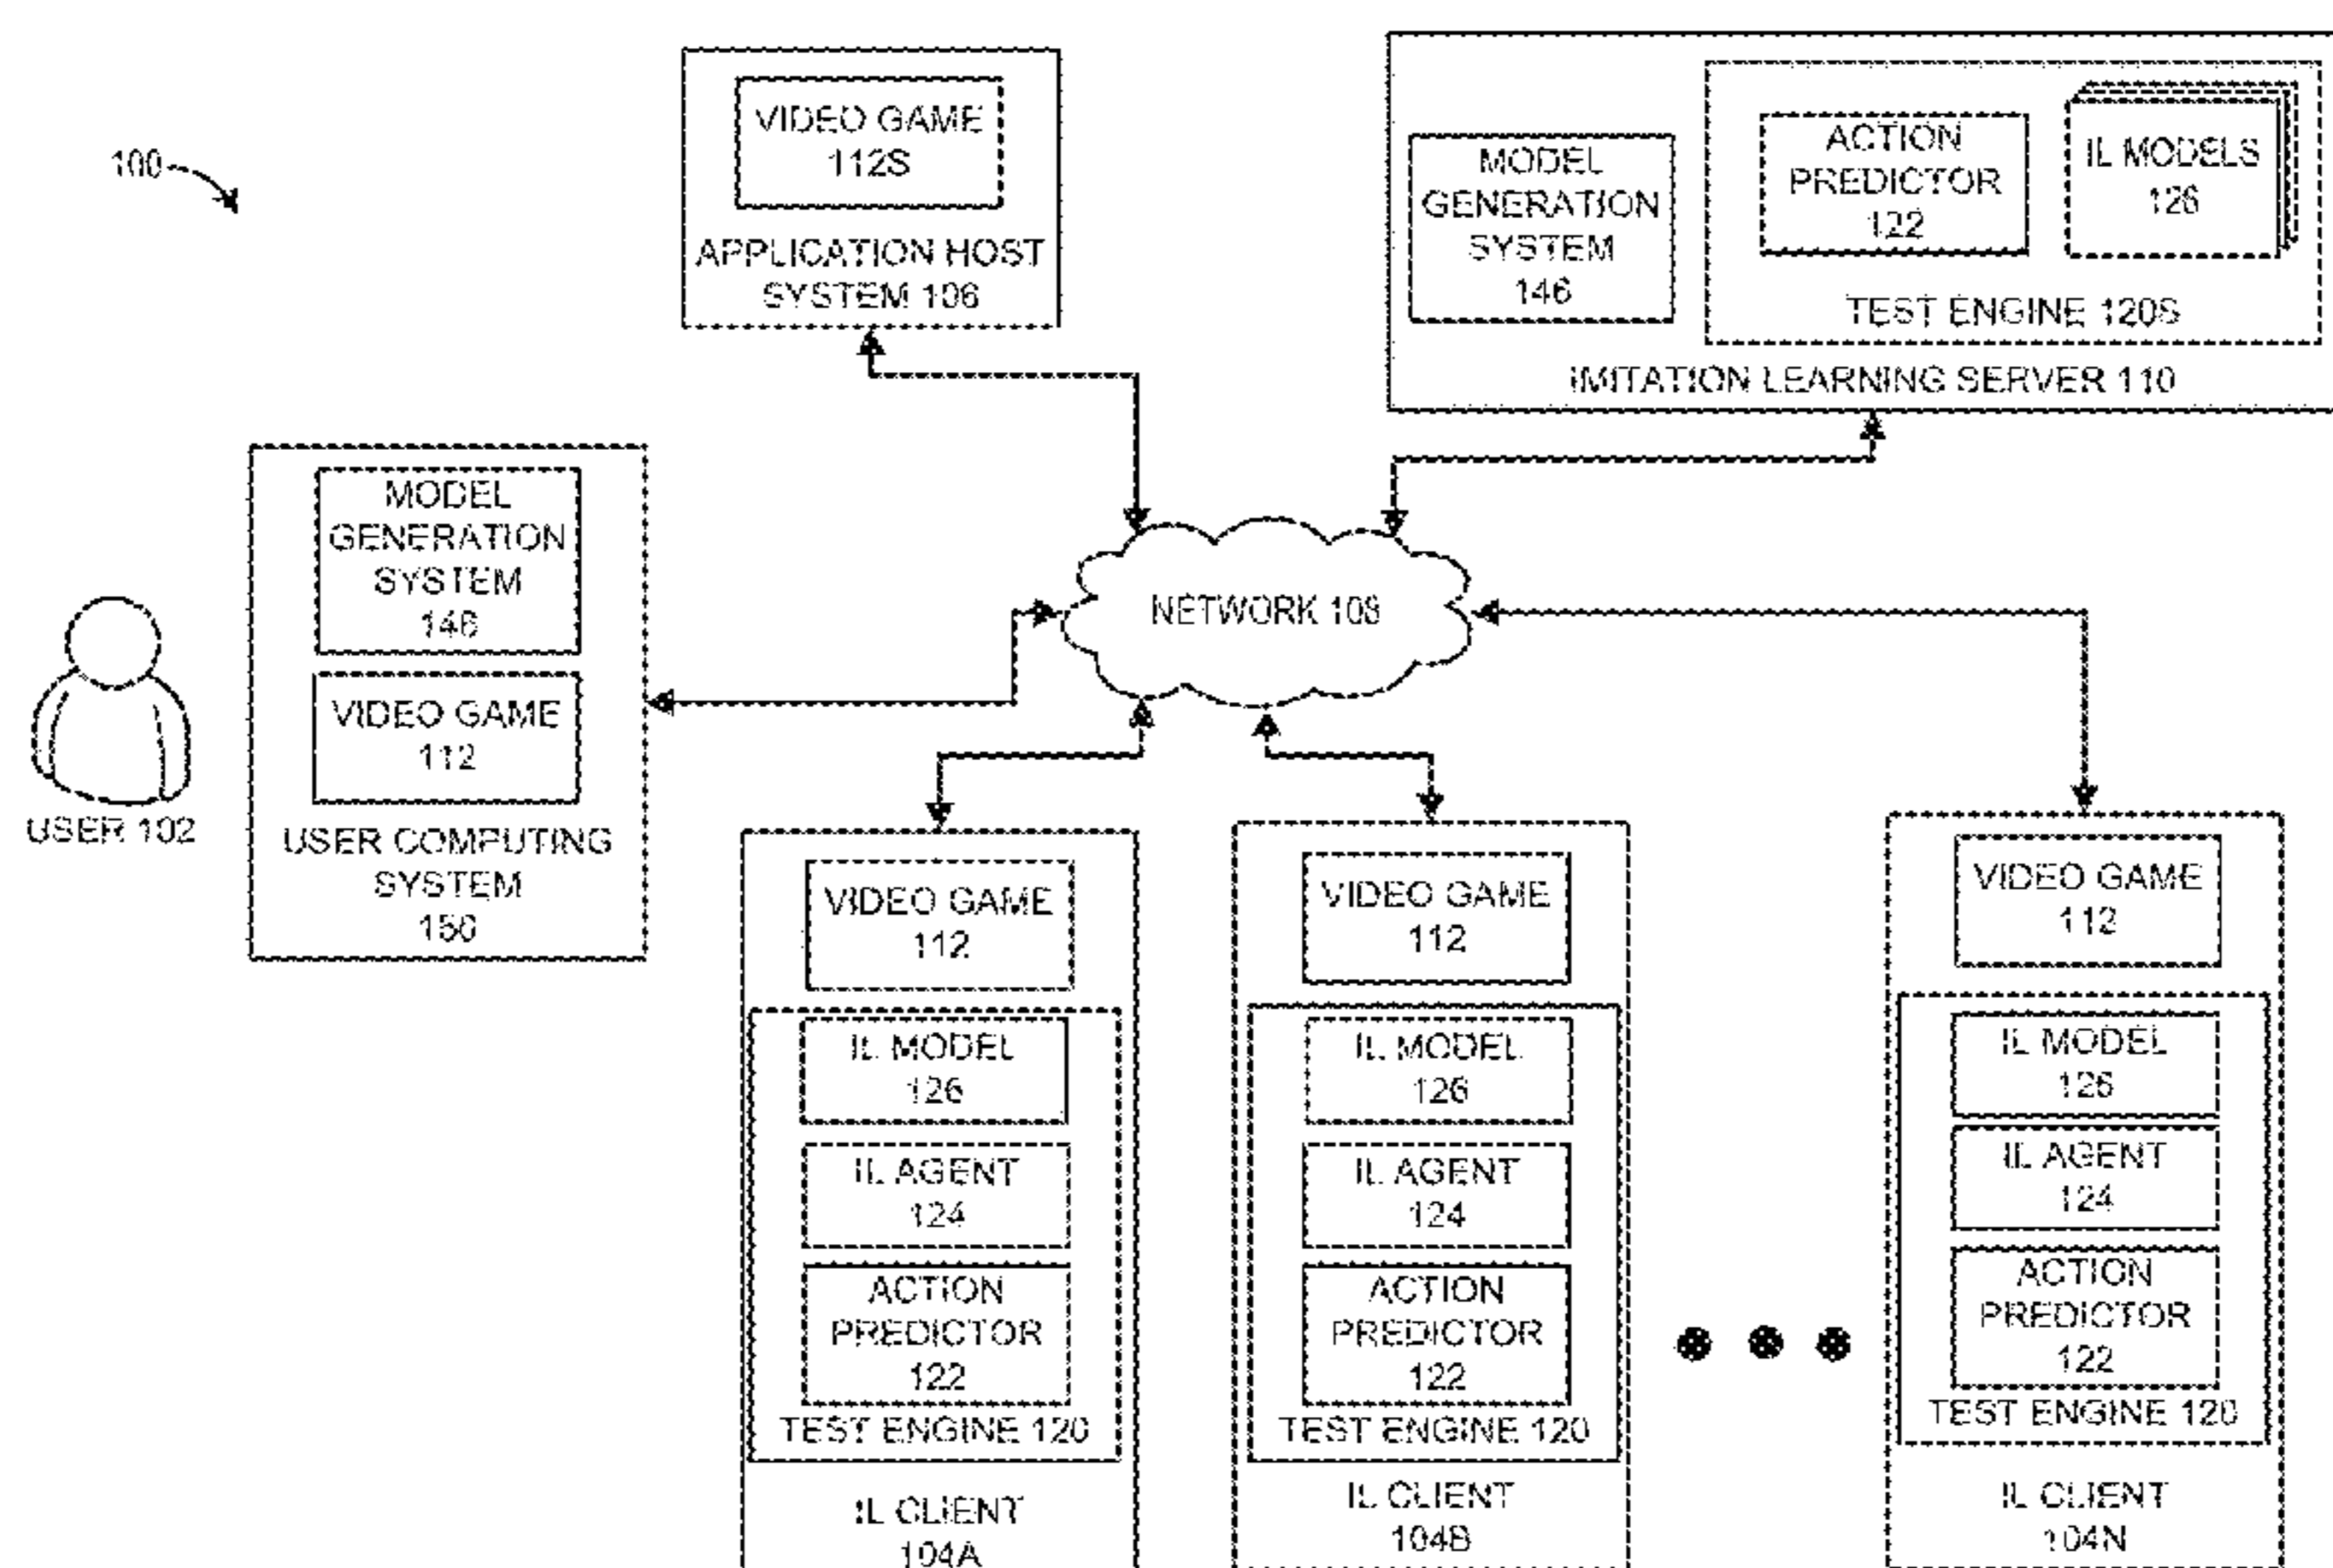 100
VIDEO GAME
112S
APPLICATION HOST
SYSTEM 106
MODEL
GENERATION
SYSTEM
146
ACTION
PREDICTOR
122
IL MODELS
126
TEST ENGINE 120S
IMITATION LEARNING SERVER 110
MODEL
GENERATION
SYSTEM
146
VIDEO GAME
112
USER COMPUTING
SYSTEM
150
USER 102
NETWORK 108
VIDEO GAME
112
IL MODEL
126
IL AGENT
124
ACTION
PREDICTOR
122
TEST ENGINE 120
IL CLIENT
104A
VIDEO GAME
112
IL MODEL
126
IL AGENT
124
ACTION
PREDICTOR
122
TEST ENGINE 120
IL CLIENT
104B
VIDEO GAME
112
IL MODEL
126
IL AGENT
124
ACTION
PREDICTOR
122
TEST ENGINE 120
IL CLIENT
104N